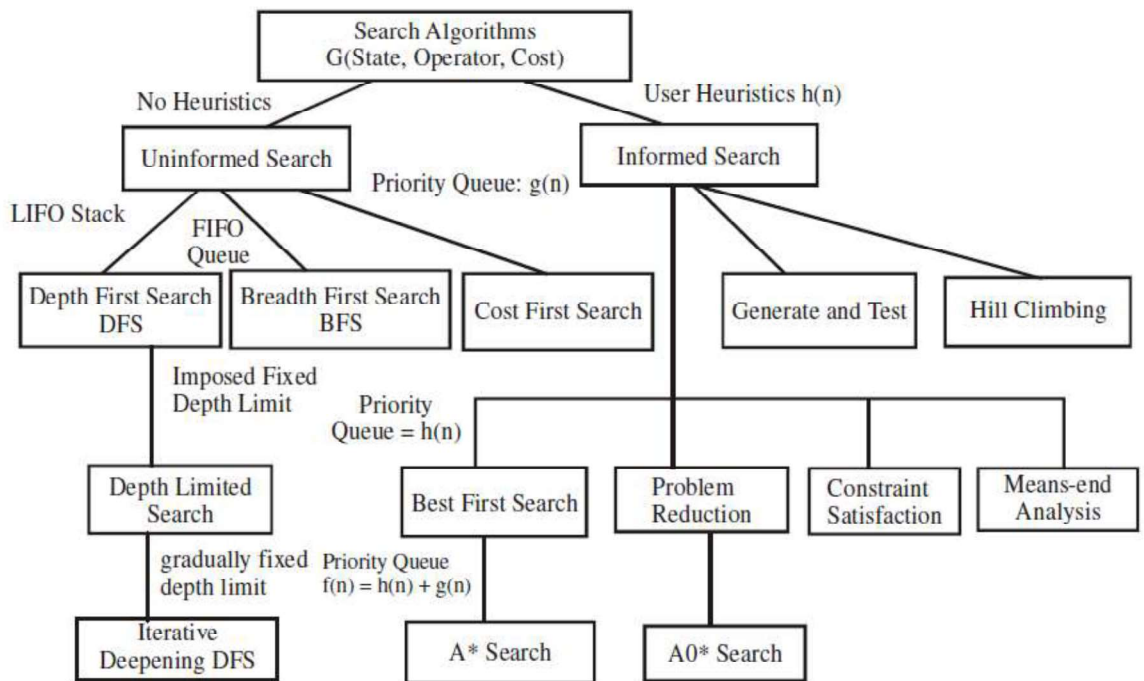 Search Algorithms
G(State, Operator, Cost)
No Heuristics
User Heuristics h(n)
Uninformed Search
Informed Search
Priority Queue: g(n)
LIFO Stack
FIFO
Queue
Depth First Search
DFS
Breadth First Search
BFS
Cost First Search
Generate and Test
Hill Climbing
Imposed Fixed
Depth Limit
Priority
Queue = h(n)
Depth Limited
Search
Best First Search
Problem
Reduction
Constraint
Satisfaction
Means-end
Analysis
gradually fixed
depth limit
Priority Queue
f(n) = h(n) + g(n)
Iterative
Deepening DFS
A* Search
A0* Search